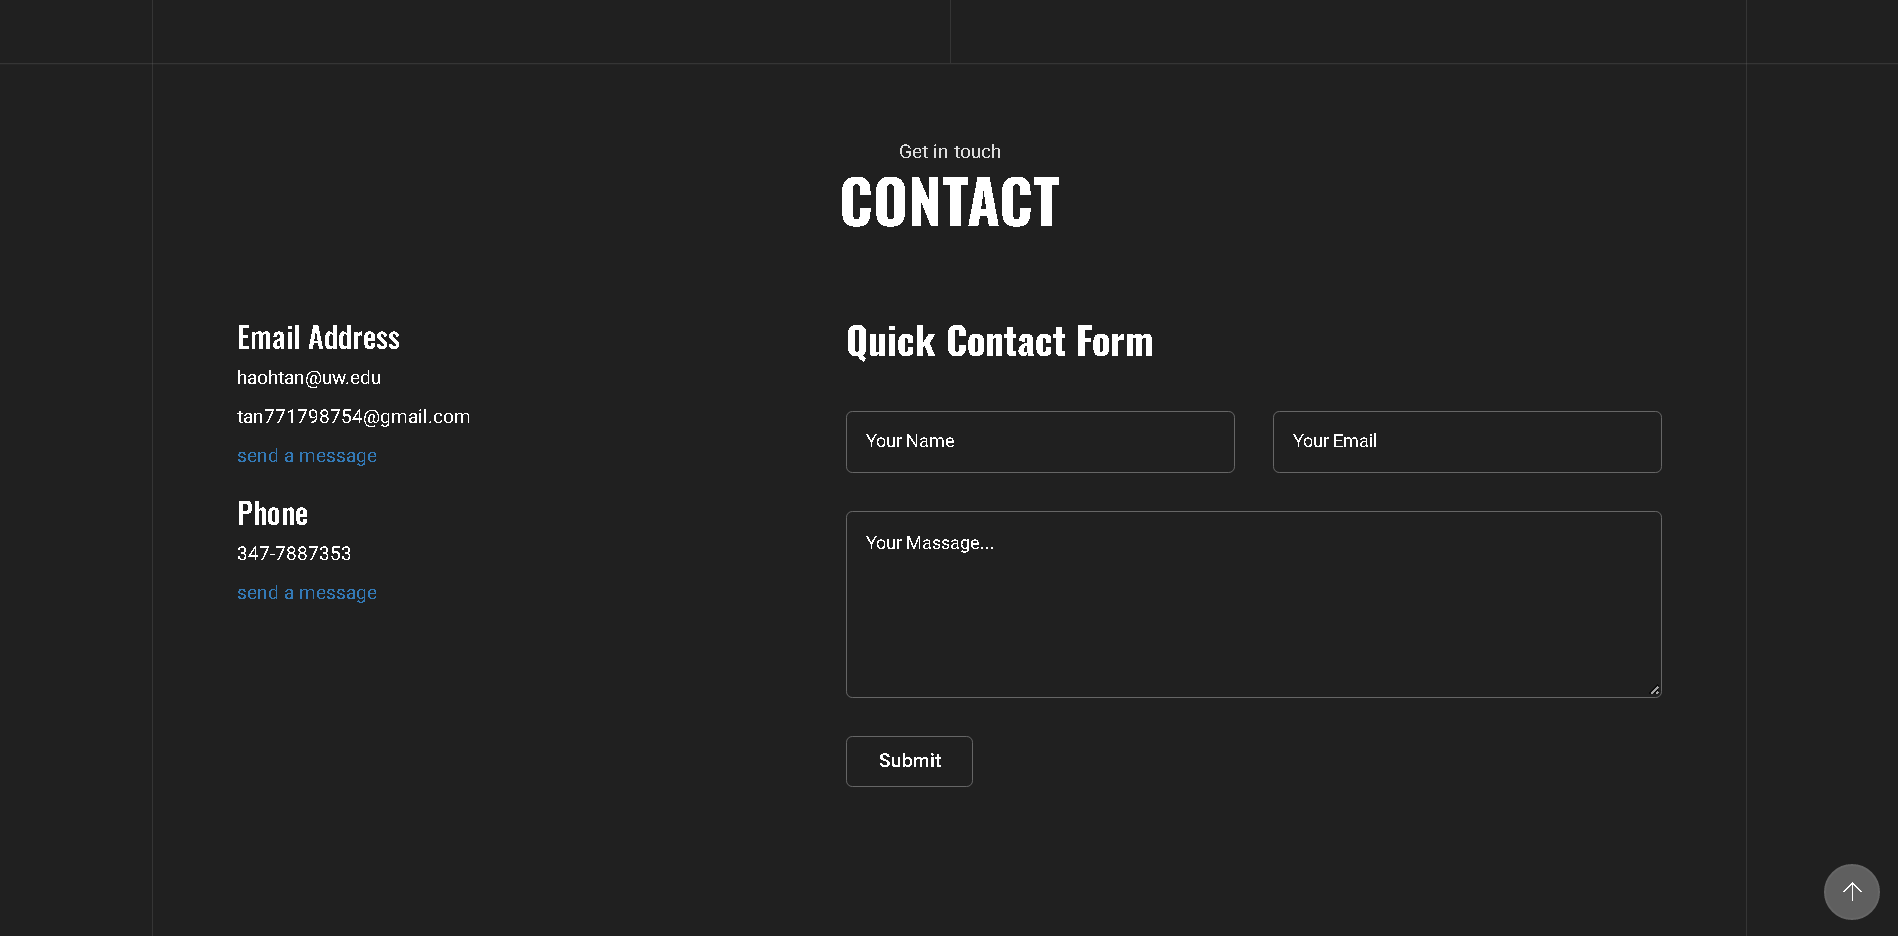 Get in touch
CONTACT
Email Address
haohtan@uw.edu
tan771798754@gmail.com
send a message
Phone
347-7887353
send a message
Quick Contact Form
Your Name
Your Email
Your Massage...
Submit